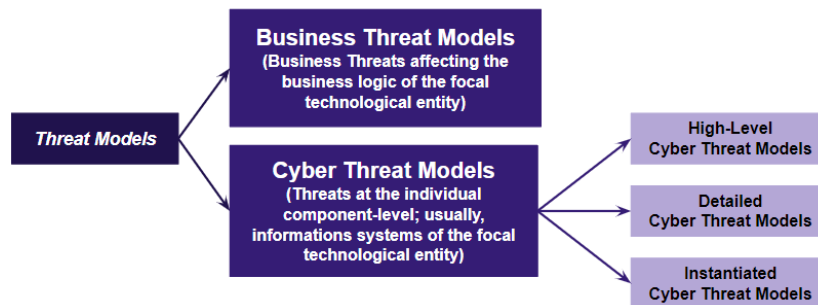 Threat Models
Business Threat Models
(Business Threats affecting the
business logic of the focal
technological entity)
Cyber Threat Models
(Threats at the individual
component-level; usually,
informations systems of the focal
technological entity)
High-Level
Cyber Threat Models
Detailed
Cyber Threat Models
Instantiated
Cyber Threat Models